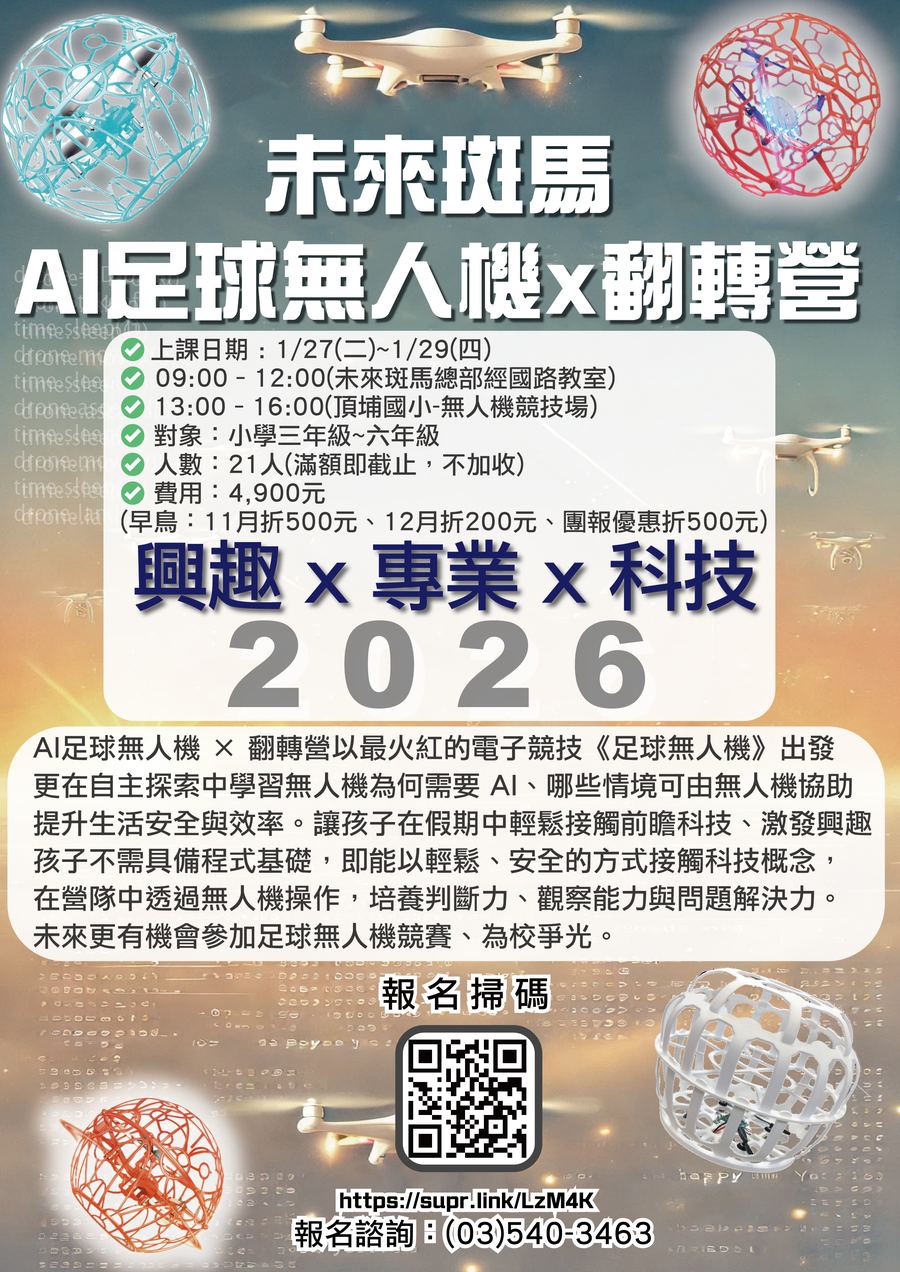 未來斑馬
AI足球無人機x翻轉營
上課日期：1/27(二)~1/29(四)
09:00 - 12:00(未來斑馬總部經國路教室)
13:00 - 16:00(頂埔國小-無人機競技場)
對象：小學三年級~六年級
人數：21人(滿額即截止，不加收)
費用：4,900元
(早鳥：11月折500元、12月折200元、團報優惠折500元)
興趣 x 專業 x 科技
2026
AI足球無人機 × 翻轉營以最火紅的電子競技《足球無人機》出發
更在自主探索中學習無人機為何需要 AI、哪些情境可由無人機協助
提升生活安全與效率。讓孩子在假期中輕鬆接觸前瞻科技、激發興趣
孩子不需具備程式基礎，即能以輕鬆、安全的方式接觸科技概念，
在營隊中透過無人機操作，培養判斷力、觀察能力與問題解決力。
未來更有機會參加足球無人機競賽、為校爭光。
報名掃碼
https://supr.link/LzM4K
報名諮詢：(03)540-3463